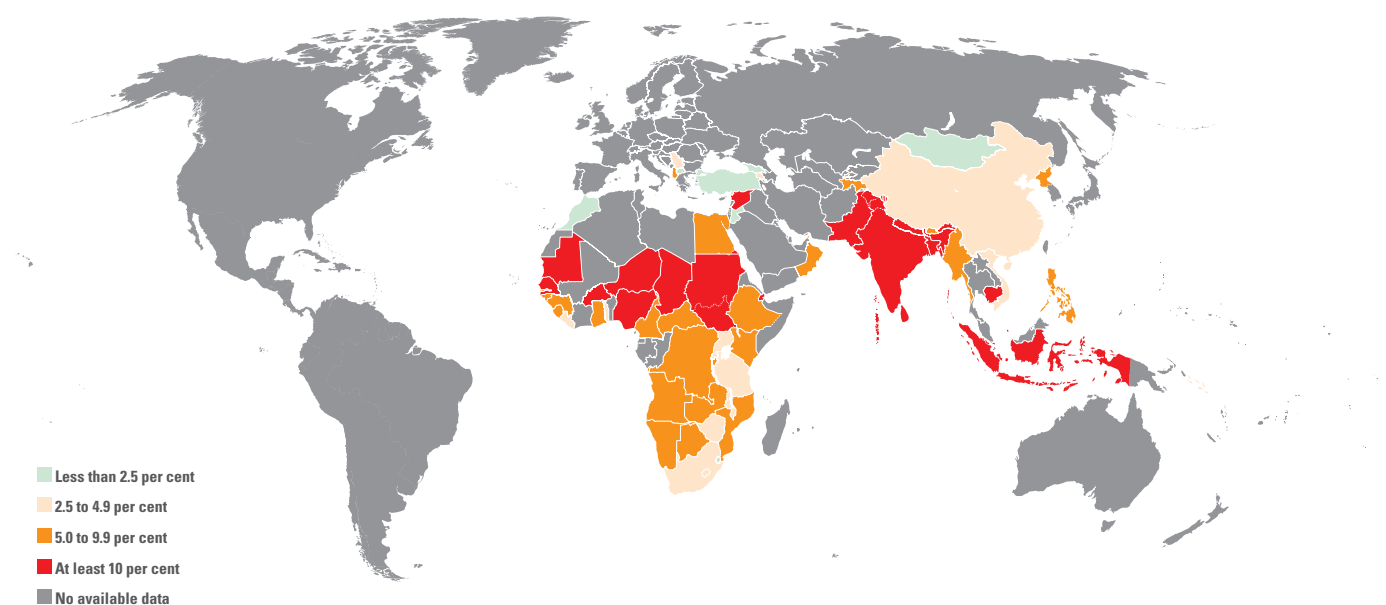 Less than 2.5 per cent
2.5 to 4.9 per cent
5.0 to 9.9 per cent
At least 10 per cent
No available data